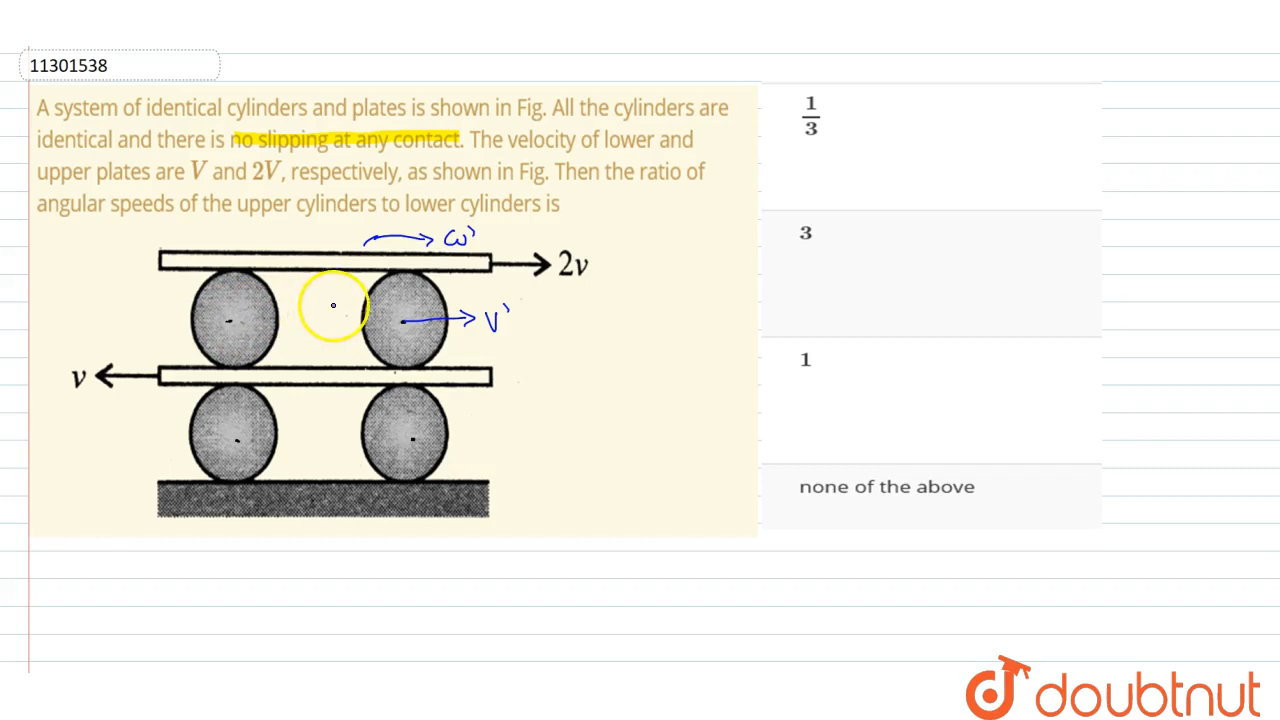 11301538
A system of identical cylinders and plates is shown in Fig. All the cylinders are
identical and there is no slipping at any contact. The velocity of lower and
upper plates are V and 2V, respectively, as shown in Fig. Then the ratio of
angular speeds of the upper cylinders to lower cylinders is
ω'
2v
V'
v
1/3
3
1
none of the above
doubtnut